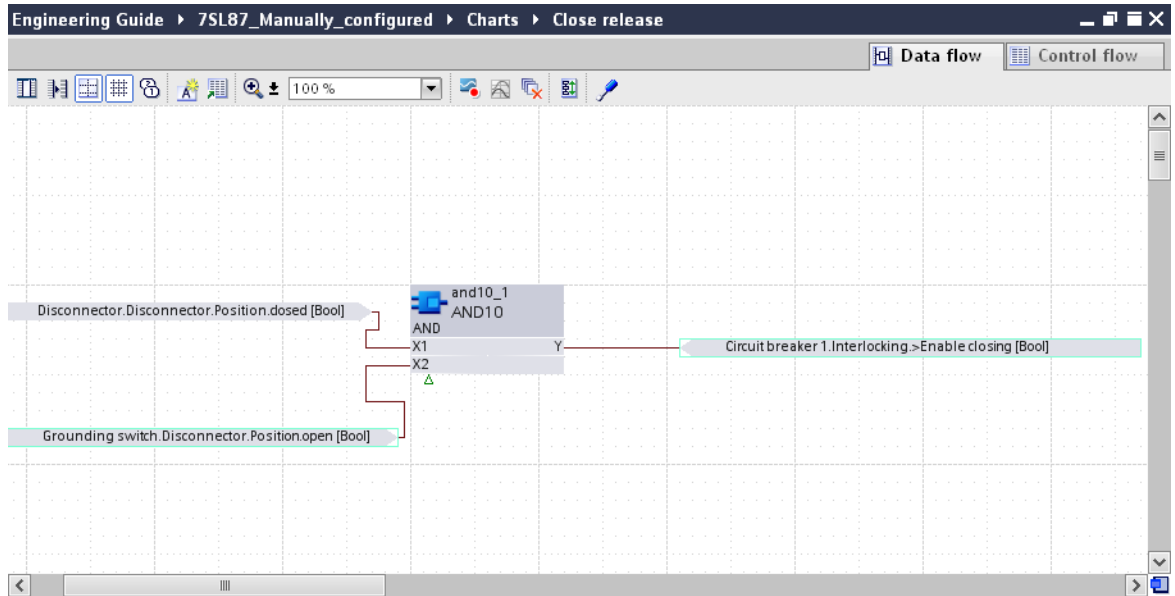 Engineering Guide ▸ 7SL87_Manually_configured ▸ Charts ▸ Close release
Data flow
Control flow
100 %
and10_1
AND10
Disconnector.Disconnector.Position.closed [Bool]
AND
X1
Y
Circuit breaker 1.Interlocking.>Enable closing [Bool]
X2
Grounding switch.Disconnector.Position.open [Bool]